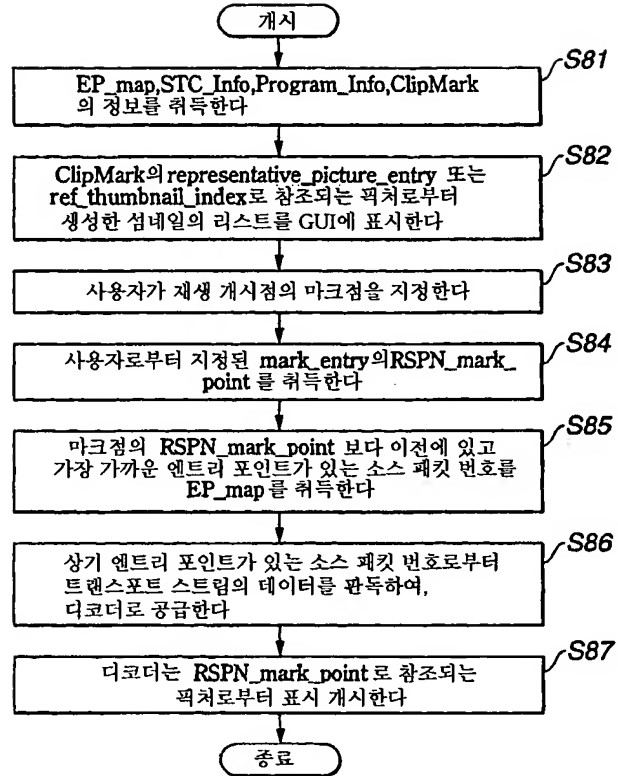 개시
S81
EP_map,STC_Info,Program_Info,ClipMark
의 정보를 취득한다
S82
ClipMark의 representative_picture_entry 또는
ref_thumbnail_index로 참조되는 픽처로부터
생성한 섬네일의 리스트를 GUI에 표시한다
S83
사용자가 재생 개시점의 마크점을 지정한다
S84
사용자로부터 지정된 mark_entry의RSPN_mark_
point 를 취득한다
S85
마크점의 RSPN_mark_point 보다 이전에 있고
가장 가까운 엔트리 포인트가 있는 소스 패킷 번호를
EP_map를 취득한다
S86
상기 엔트리 포인트가 있는 소스 패킷 번호로부터
트랜스포트 스트림의 데이터를 판독하여,
디코더로 공급한다
S87
디코더는 RSPN_mark_point로 참조되는
픽처로부터 표시 개시한다
종료